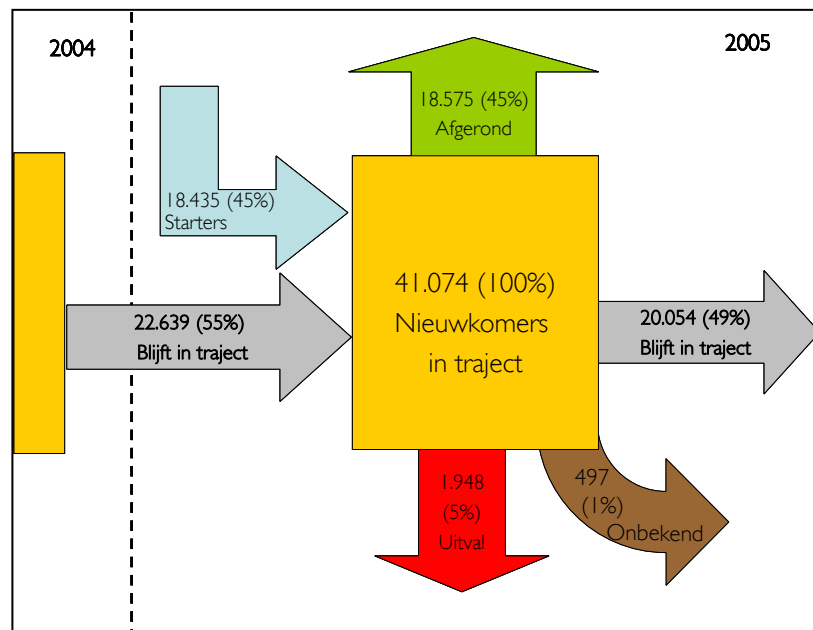 2004
2005
18.575 (45%)
Afgerond
18.435 (45%)
Starters
41.074 (100%)
Nieuwkomers
in traject
22.639 (55%)
Blijft in traject
20.054 (49%)
Blijft in traject
1.948
(5%)
Uitval
497
(1%)
Onbekend